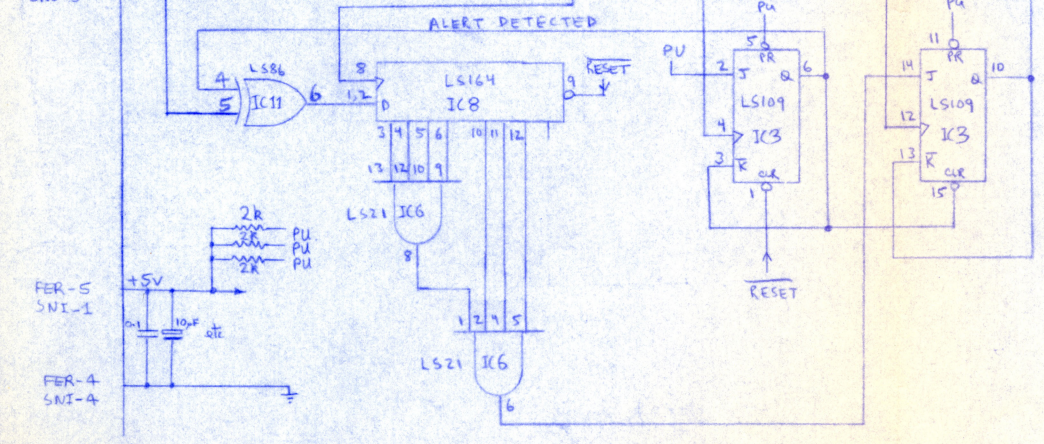 PU
PU
ALERT DETECTED
5
11
PR
PR
PU
2
J
Q
6
14
J
Q
10
LS86
4
5
IC11
6
8
1,2
D
LS164
IC8
9
RESET
LS109
IC3
4
3
K
CLR
1
LS109
IC3
12
13
K
CLR
15
3 4 5 6 10 11 12
13 12 10 9
LS21 IC6
8
2k
PU
2k
PU
PU
2k
RESET
+5V
FER-5
SNI-1
0.1
10µF
etc
1 2 4 5
LS21 IC6
6
FER-4
SNI-4